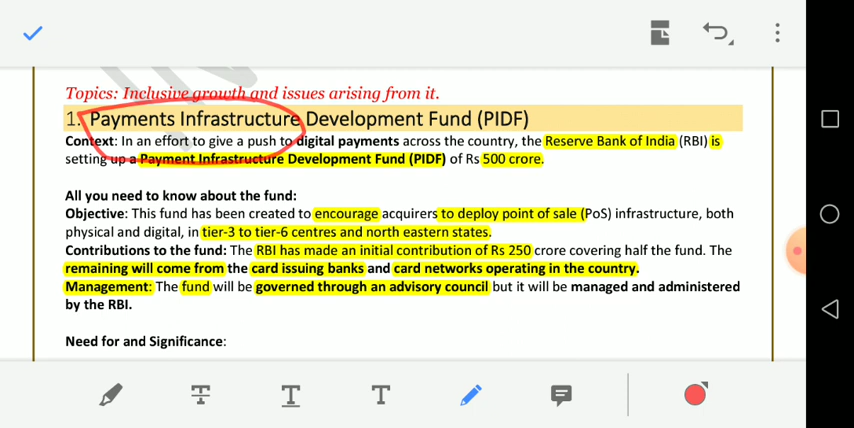 Topics: Inclusive growth and issues arising from it.
1. Payments Infrastructure Development Fund (PIDF)
Context: In an effort to give a push to digital payments across the country, the Reserve Bank of India (RBI) is
setting up a Payment Infrastructure Development Fund (PIDF) of Rs 500 crore.
All you need to know about the fund:
Objective: This fund has been created to encourage acquirers to deploy point of sale (PoS) infrastructure, both
physical and digital, in tier-3 to tier-6 centres and north eastern states.
Contributions to the fund: The RBI has made an initial contribution of Rs 250 crore covering half the fund. The
remaining will come from the card issuing banks and card networks operating in the country.
Management: The fund will be governed through an advisory council but it will be managed and administered
by the RBI.
Need for and Significance:
T T T